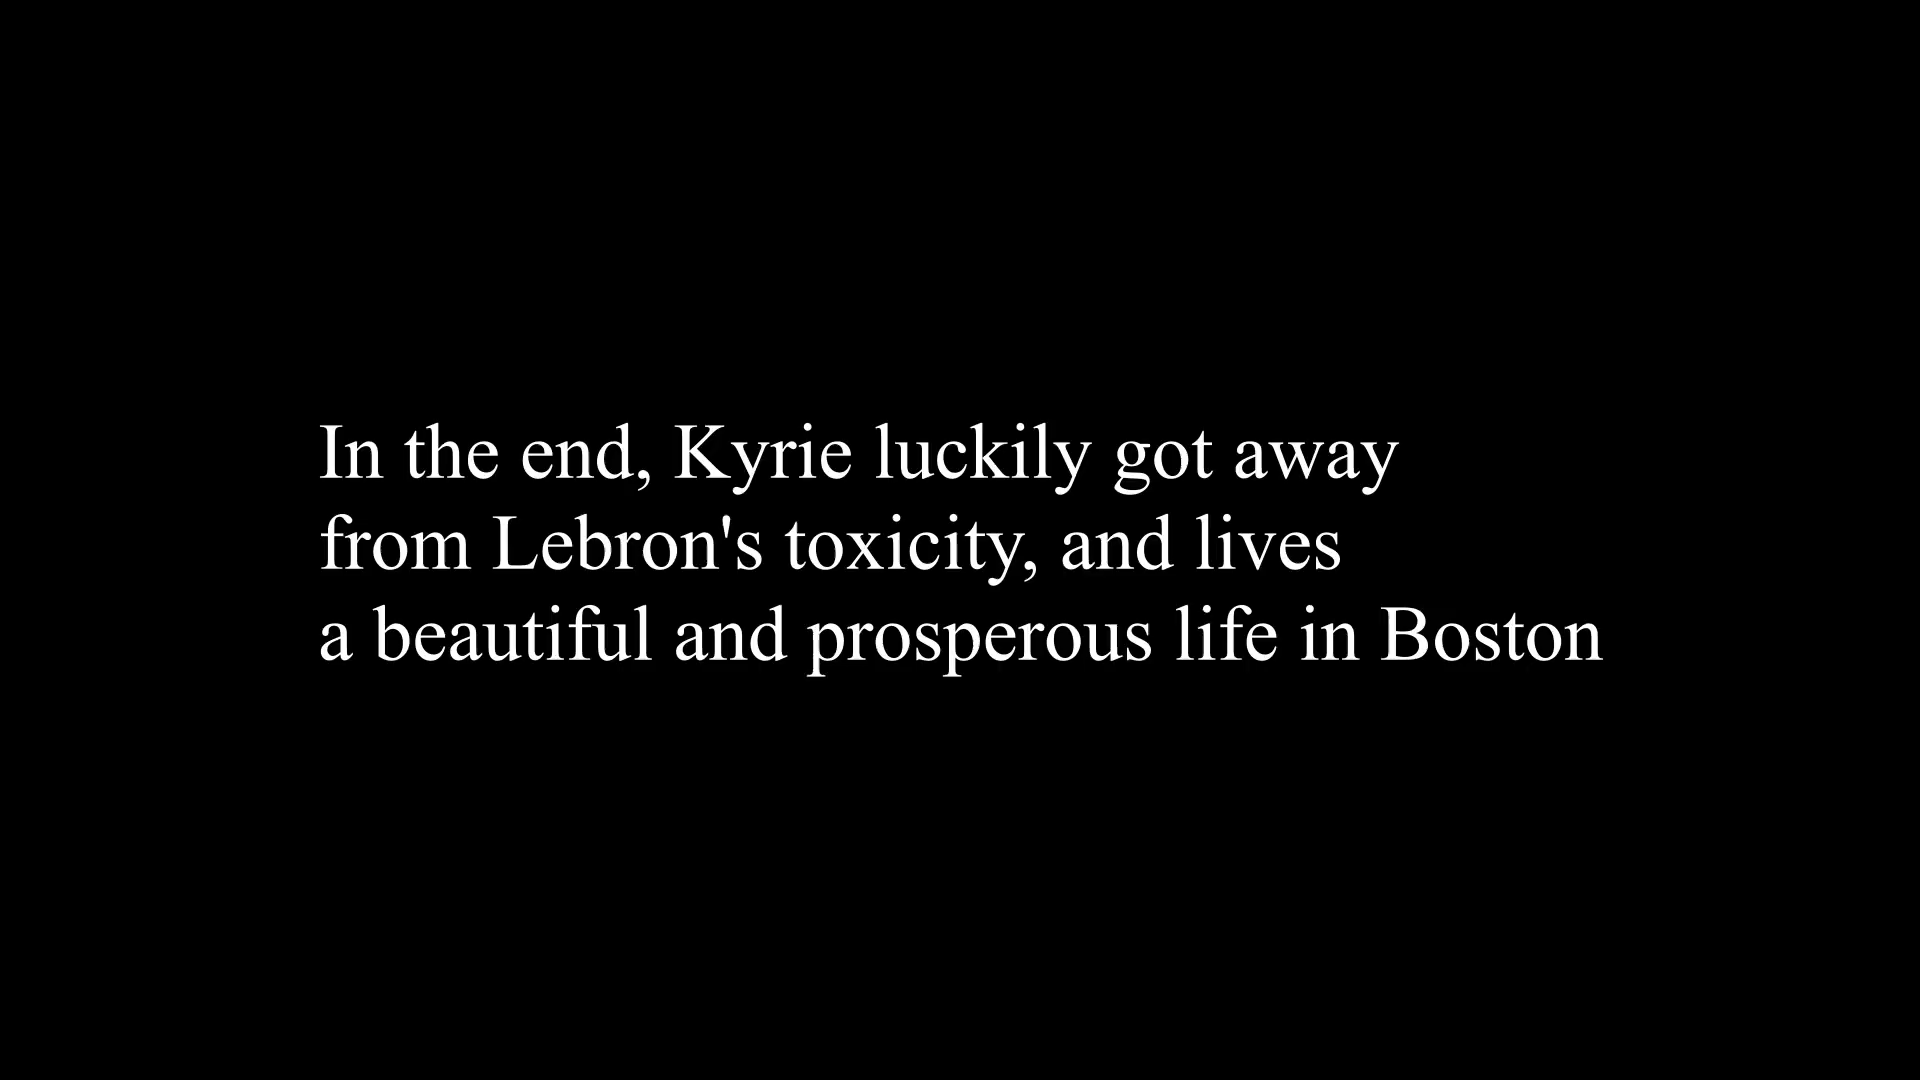 In the end, Kyrie luckily got away
from Lebron's toxicity, and lives
a beautiful and prosperous life in Boston